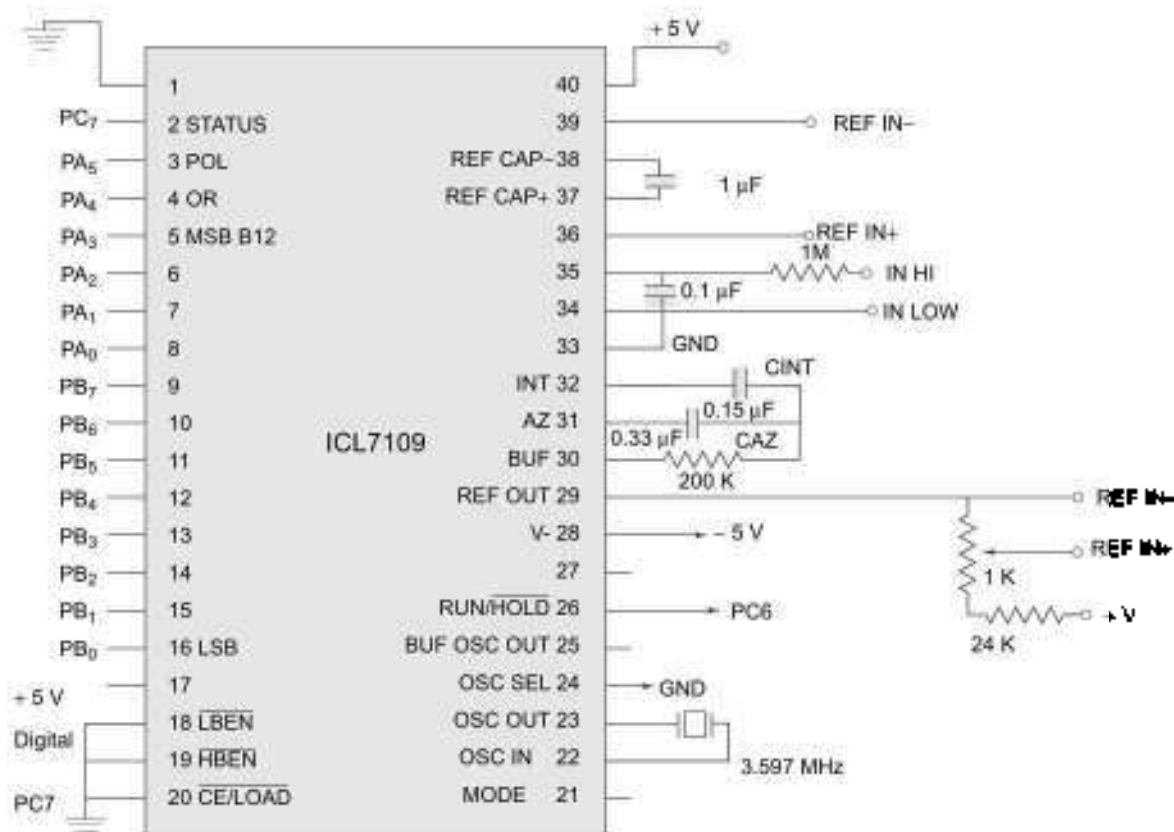 + 5 V
1
40
PC7
2 STATUS
39
REF IN–
PA5
3 POL
REF CAP– 38
1 µF
PA4
4 OR
REF CAP+ 37
PA3
5 MSB B12
36
REF IN+
1M
PA2
6
35
IN HI
0.1 µF
PA1
7
34
IN LOW
PA0
8
33
GND
PB7
9
INT 32
CINT
0.15 µF
PB6
10
AZ 31
0.33 µF
CAZ
ICL7109
PB5
11
BUF 30
200 K
PB4
12
REF OUT 29
REF IN–
PB3
13
V- 28
– 5 V
REF IN+
1 K
PB2
14
27
PB1
15
RUN/HOLD 26
PC6
+ V
24 K
PB0
16 LSB
BUF OSC OUT 25
17
OSC SEL 24
GND
+ 5 V
18 LBEN
OSC OUT 23
Digital
19 HBEN
OSC IN 22
3.597 MHz
PC7
20 CE/LOAD
MODE 21